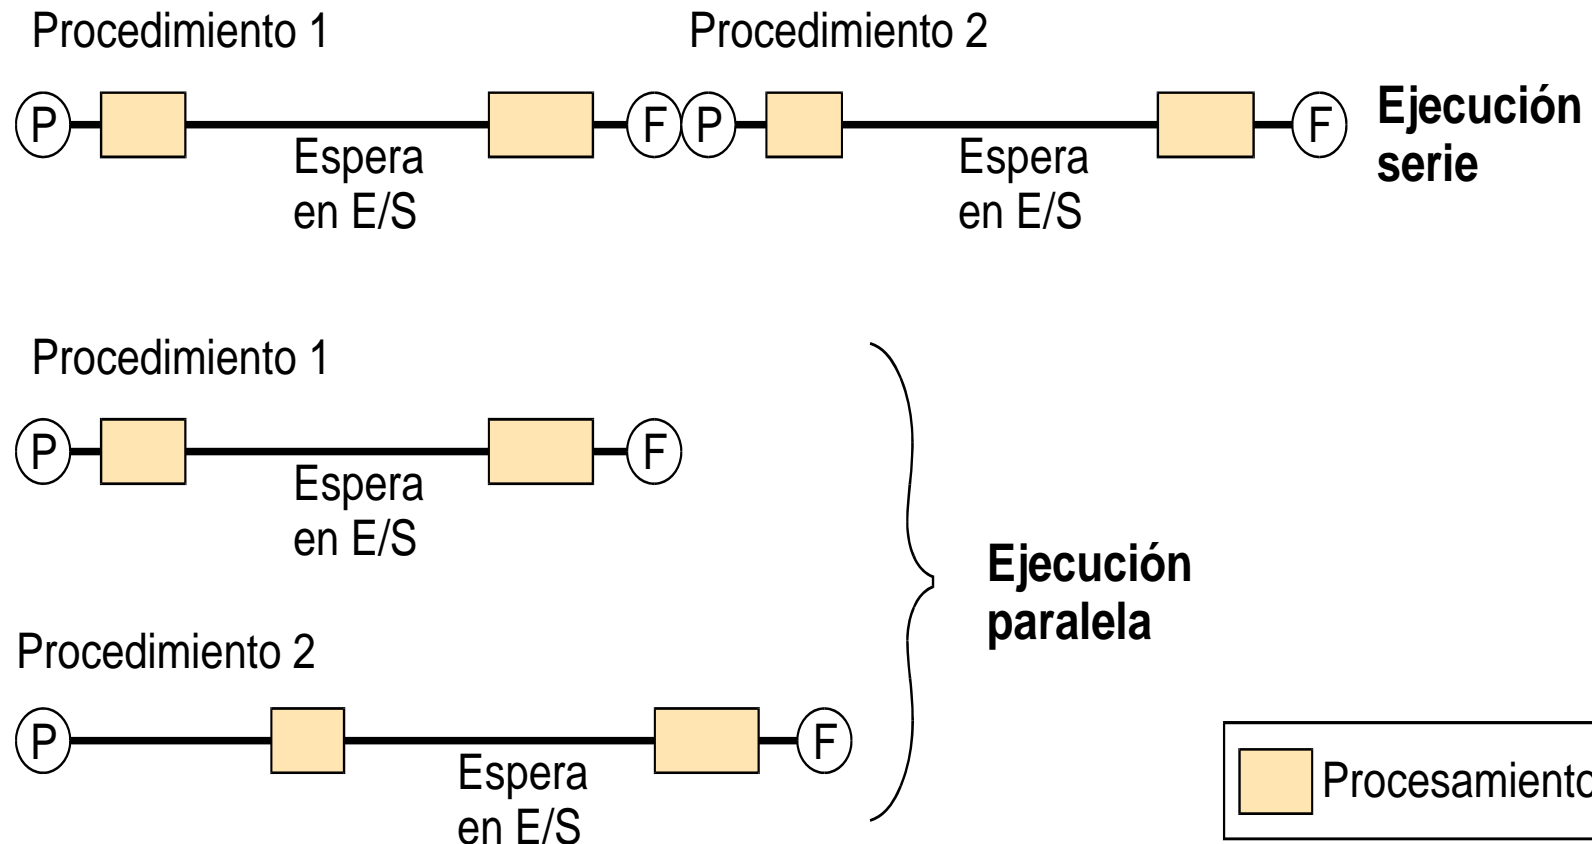 Procedimiento 1
Procedimiento 2
P
F
P
F
Ejecución
serie
Espera
en E/S
Espera
en E/S
Procedimiento 1
P
F
Espera
en E/S
Ejecución
paralela
Procedimiento 2
P
F
Espera
en E/S
Procesamiento